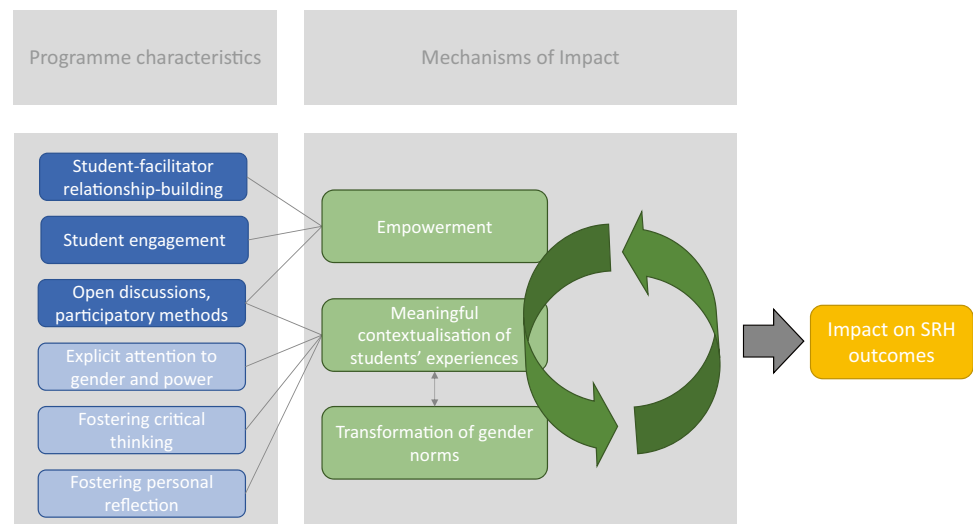 Programme characteristics
Mechanisms of Impact
Student-facilitator
relationship-building
Student engagement
Open discussions,
participatory methods
Explicit attention to
gender and power
Fostering critical
thinking
Fostering personal
reflection
Empowerment
Meaningful
contextualisation of
students’ experiences
Transformation of gender
norms
Impact on SRH
outcomes